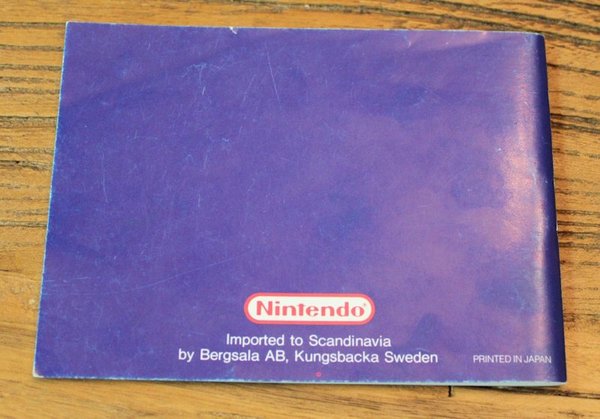 Nintendo®
Imported to Scandinavia
by Bergsala AB, Kungsbacka Sweden
PRINTED IN JAPAN